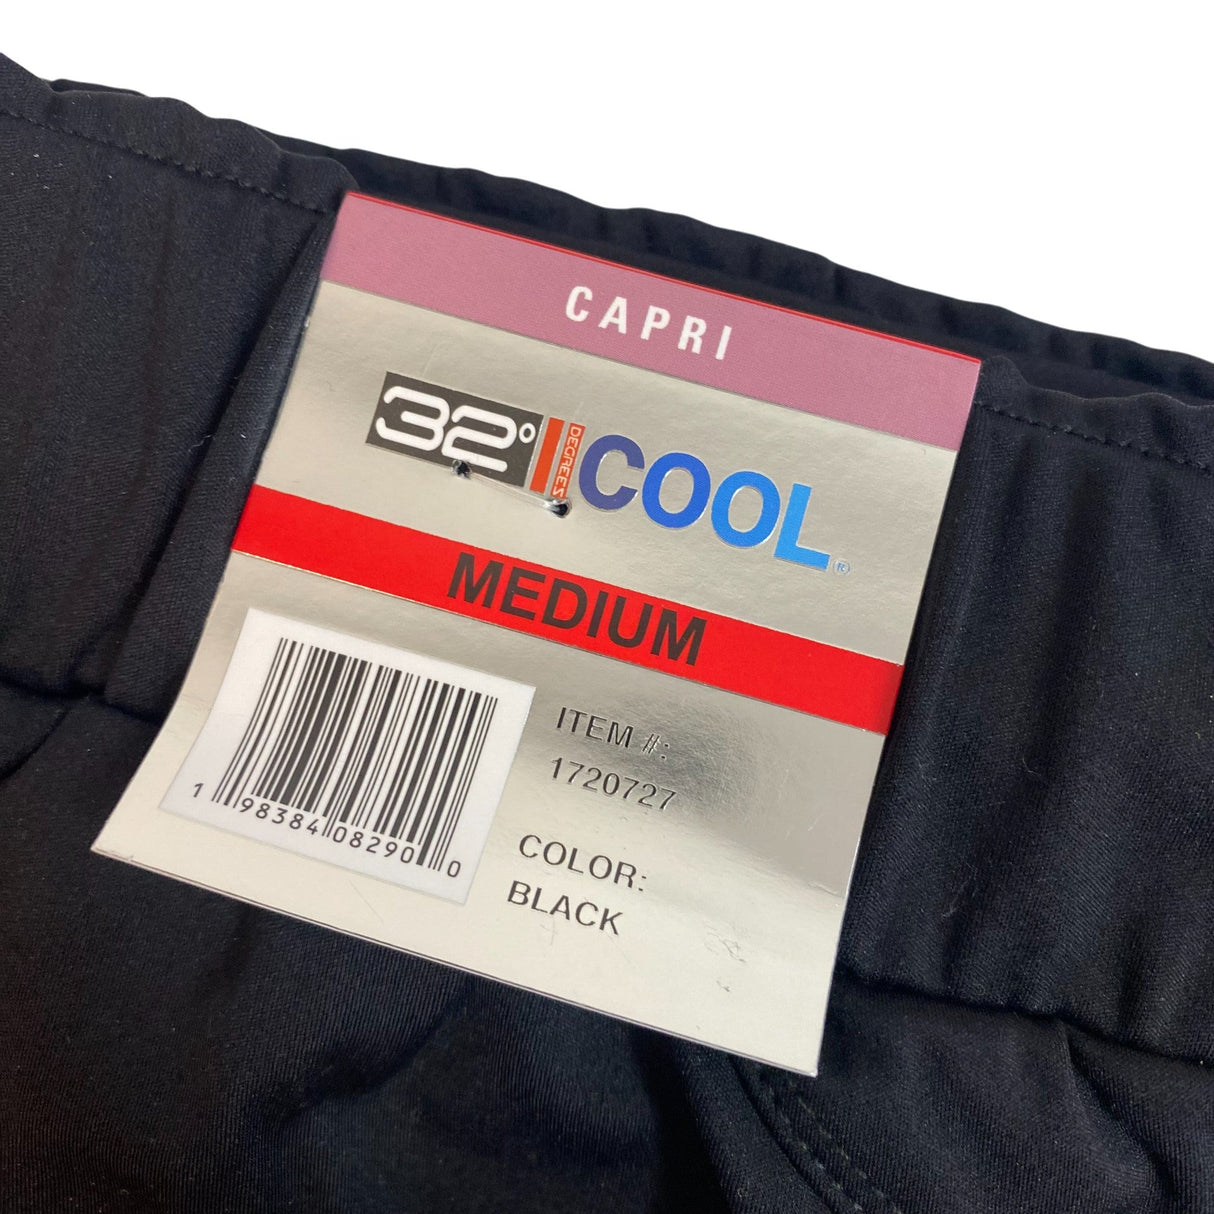 CAPRI
32° DEGREES COOL®
MEDIUM
ITEM #:
1720727
COLOR:
BLACK
1 98384 08290 0